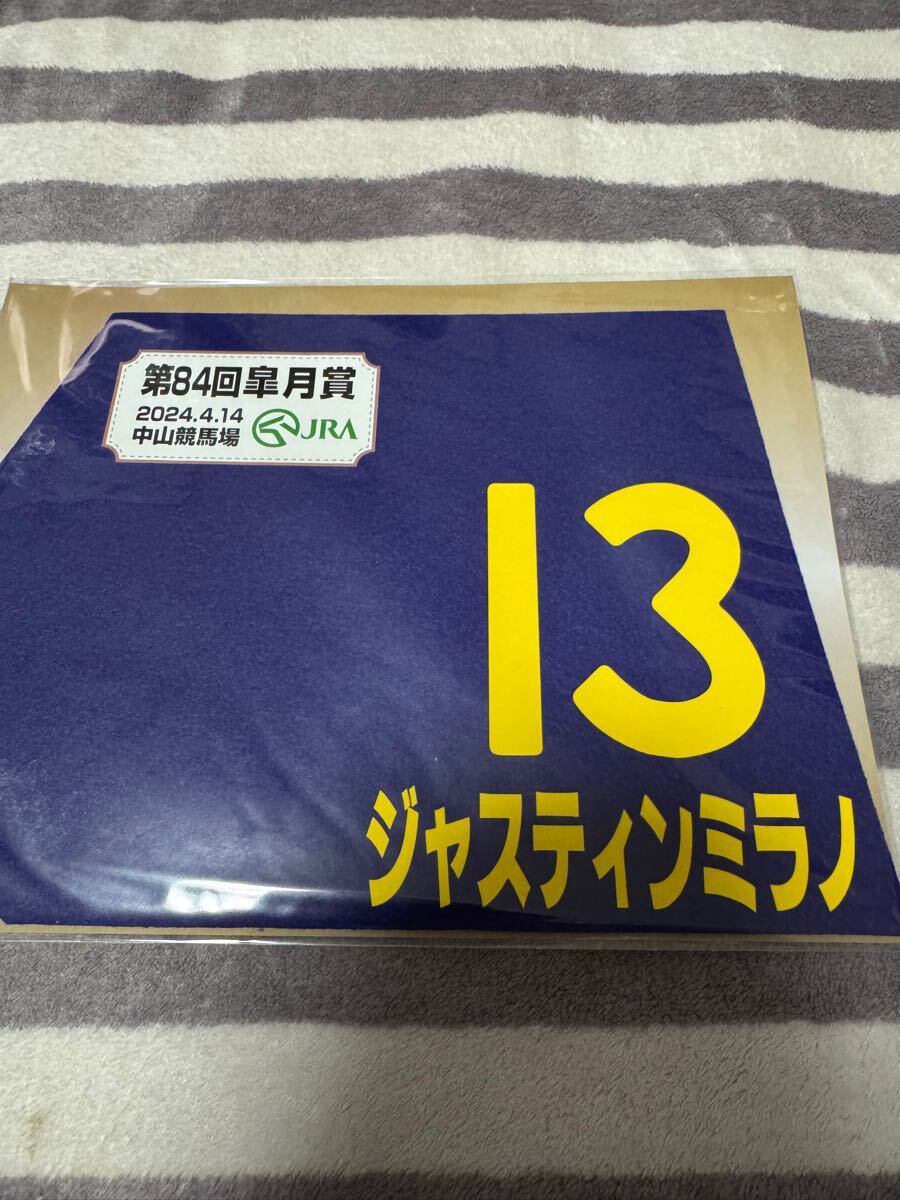 第84回皐月賞
2024.4.14
中山競馬場
JRA
13
ジャスティンミラノ